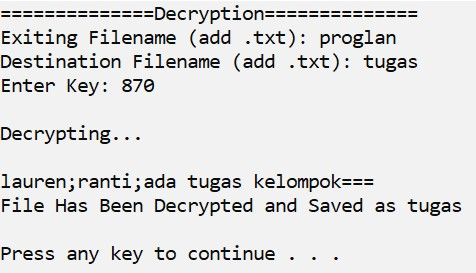 ==============Decryption==============
Exiting Filename (add .txt): proglan
Destination Filename (add .txt): tugas
Enter Key: 870
Decrypting...
lauren;ranti;ada tugas kelompok===
File Has Been Decrypted and Saved as tugas
Press any key to continue . . .